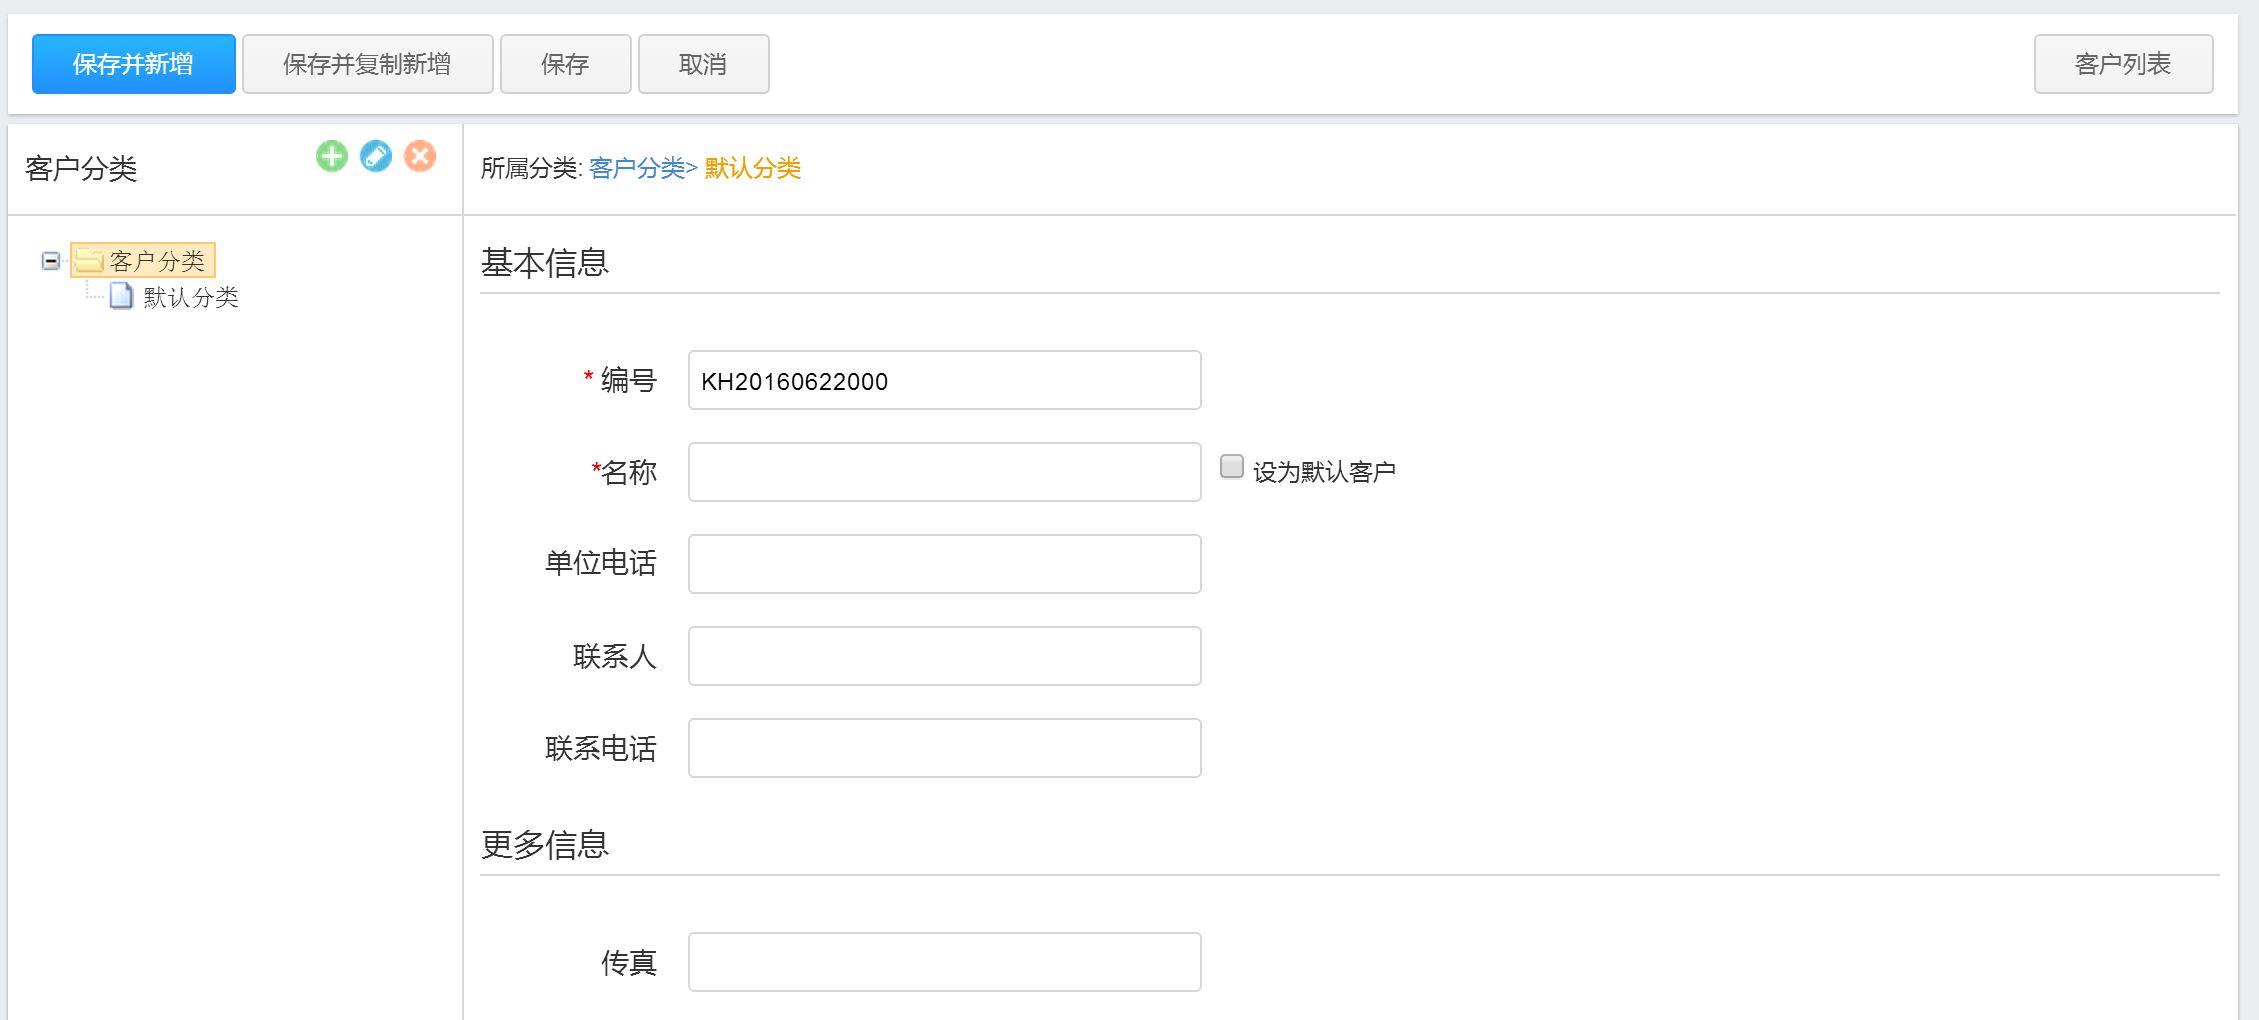 保存并新增 保存并复制新增 保存 取消 客户列表
客户分类
所属分类: 客户分类> 默认分类
客户分类
默认分类
基本信息
* 编号 KH20160622000
*名称 设为默认客户
单位电话
联系人
联系电话
更多信息
传真